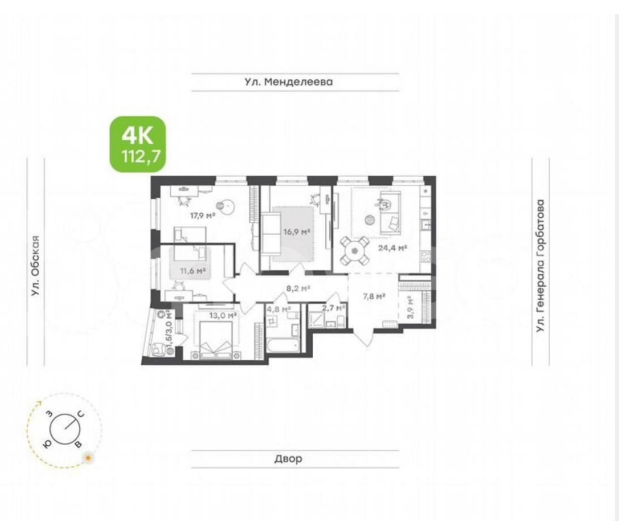 Ул. Менделеева
4К
112,7
Ул. Обская
Ул. Генерала Горбатова
17,9 м²
16,9 м²
24,4 м²
11,6 м²
8,2 м²
7,8 м²
3,9 м²
4,8 м²
2,7 м²
13,0 м²
1,5/3,0 м²
З
С
Ю
В
Двор